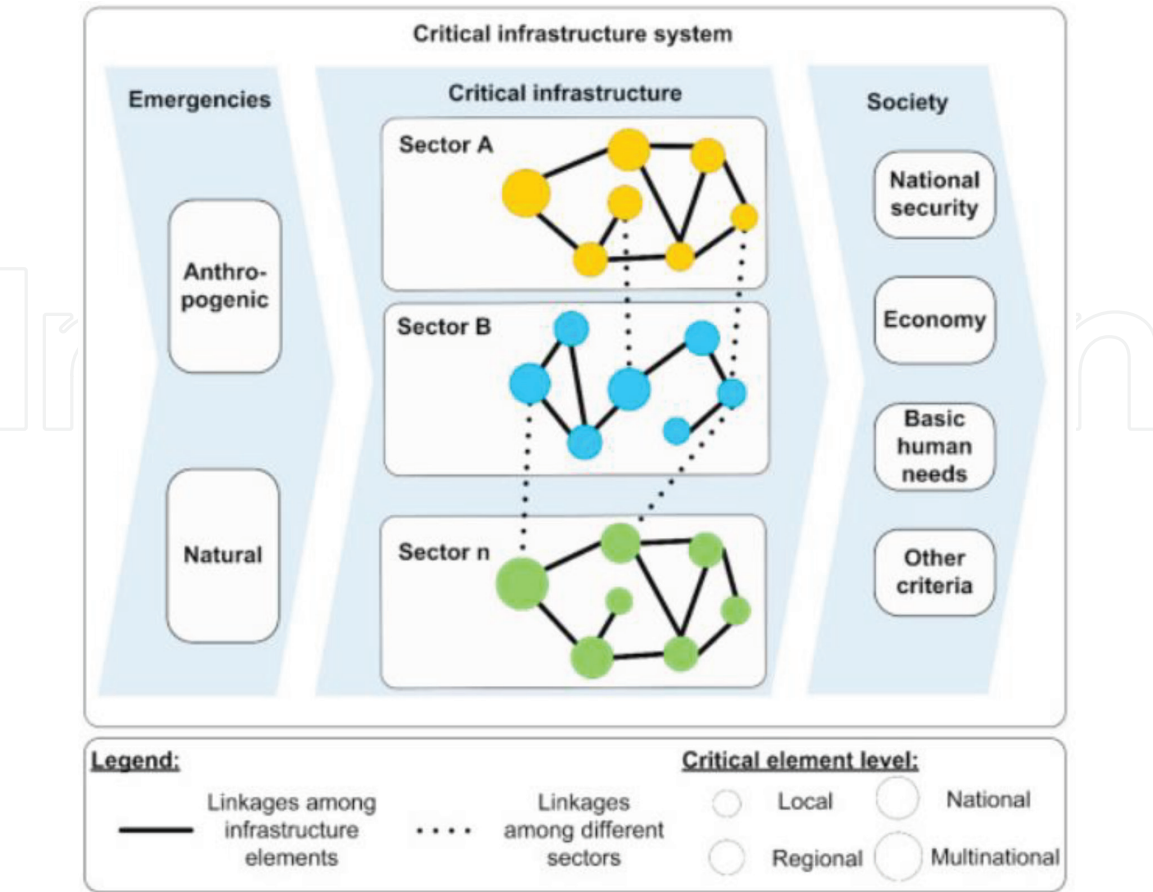 Critical infrastructure system
Emergencies
Critical infrastructure
Society
Anthro-
pogenic
Natural
Sector A
Sector B
Sector n
National
security
Economy
Basic
human
needs
Other
criteria
Legend:
Linkages among
infrastructure
elements
Linkages
among different
sectors
Critical element level:
Local
National
Regional
Multinational